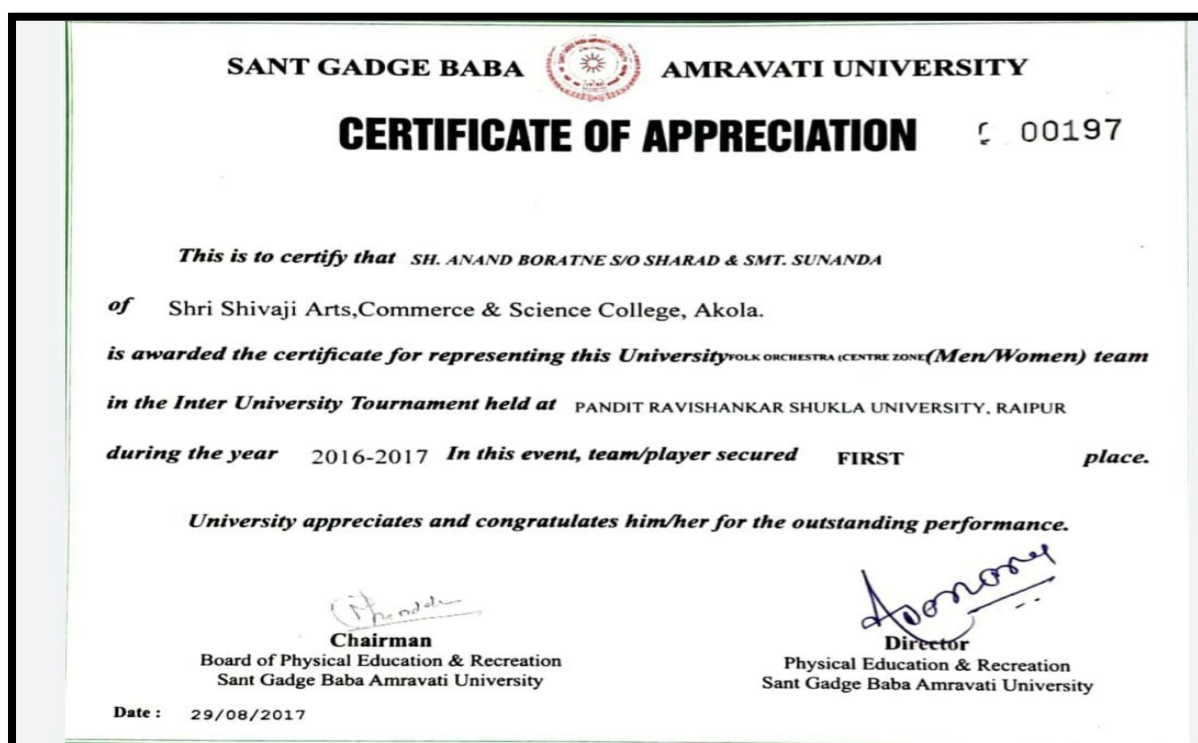 SANT GADGE BABA AMRAVATI UNIVERSITY
CERTIFICATE OF APPRECIATION 00197
This is to certify that SH. ANAND BORATNE S/O SHARAD & SMT. SUNANDA
of Shri Shivaji Arts,Commerce & Science College, Akola.
is awarded the certificate for representing this University FOLK ORCHESTRA (CENTRE ZONE (Men/Women) team
in the Inter University Tournament held at PANDIT RAVISHANKAR SHUKLA UNIVERSITY, RAIPUR
during the year 2016-2017 In this event, team/player secured FIRST place.
University appreciates and congratulates him/her for the outstanding performance.
Chairman
Board of Physical Education & Recreation
Sant Gadge Baba Amravati University
Director
Physical Education & Recreation
Sant Gadge Baba Amravati University
Date : 29/08/2017